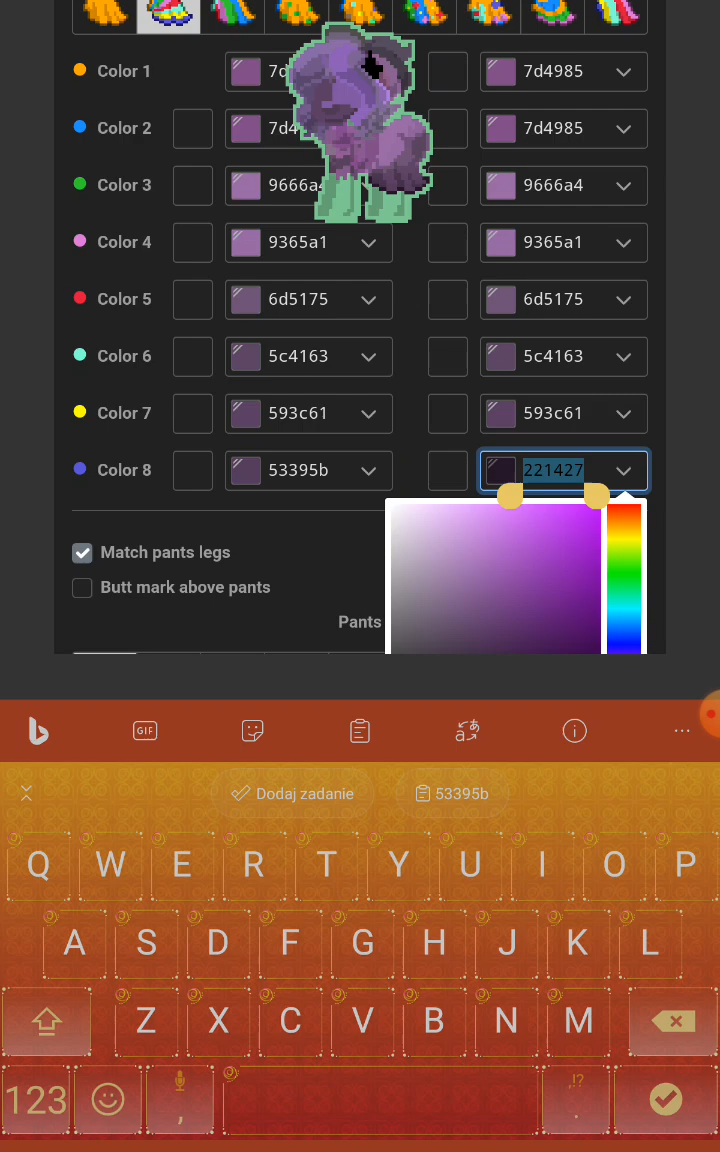 Color 1 7d 7d4985
Color 2 7d4 7d4985
Color 3 9666a4 9666a4
Color 4 9365a1 9365a1
Color 5 6d5175 6d5175
Color 6 5c4163 5c4163
Color 7 593c61 593c61
Color 8 53395b 221427
Match pants legs
Butt mark above pants
Pants
GIF
Dodaj zadanie 53395b
Q W E R T Y U I O P
A S D F G H J K L
Z X C V B N M
123 , ,!? .